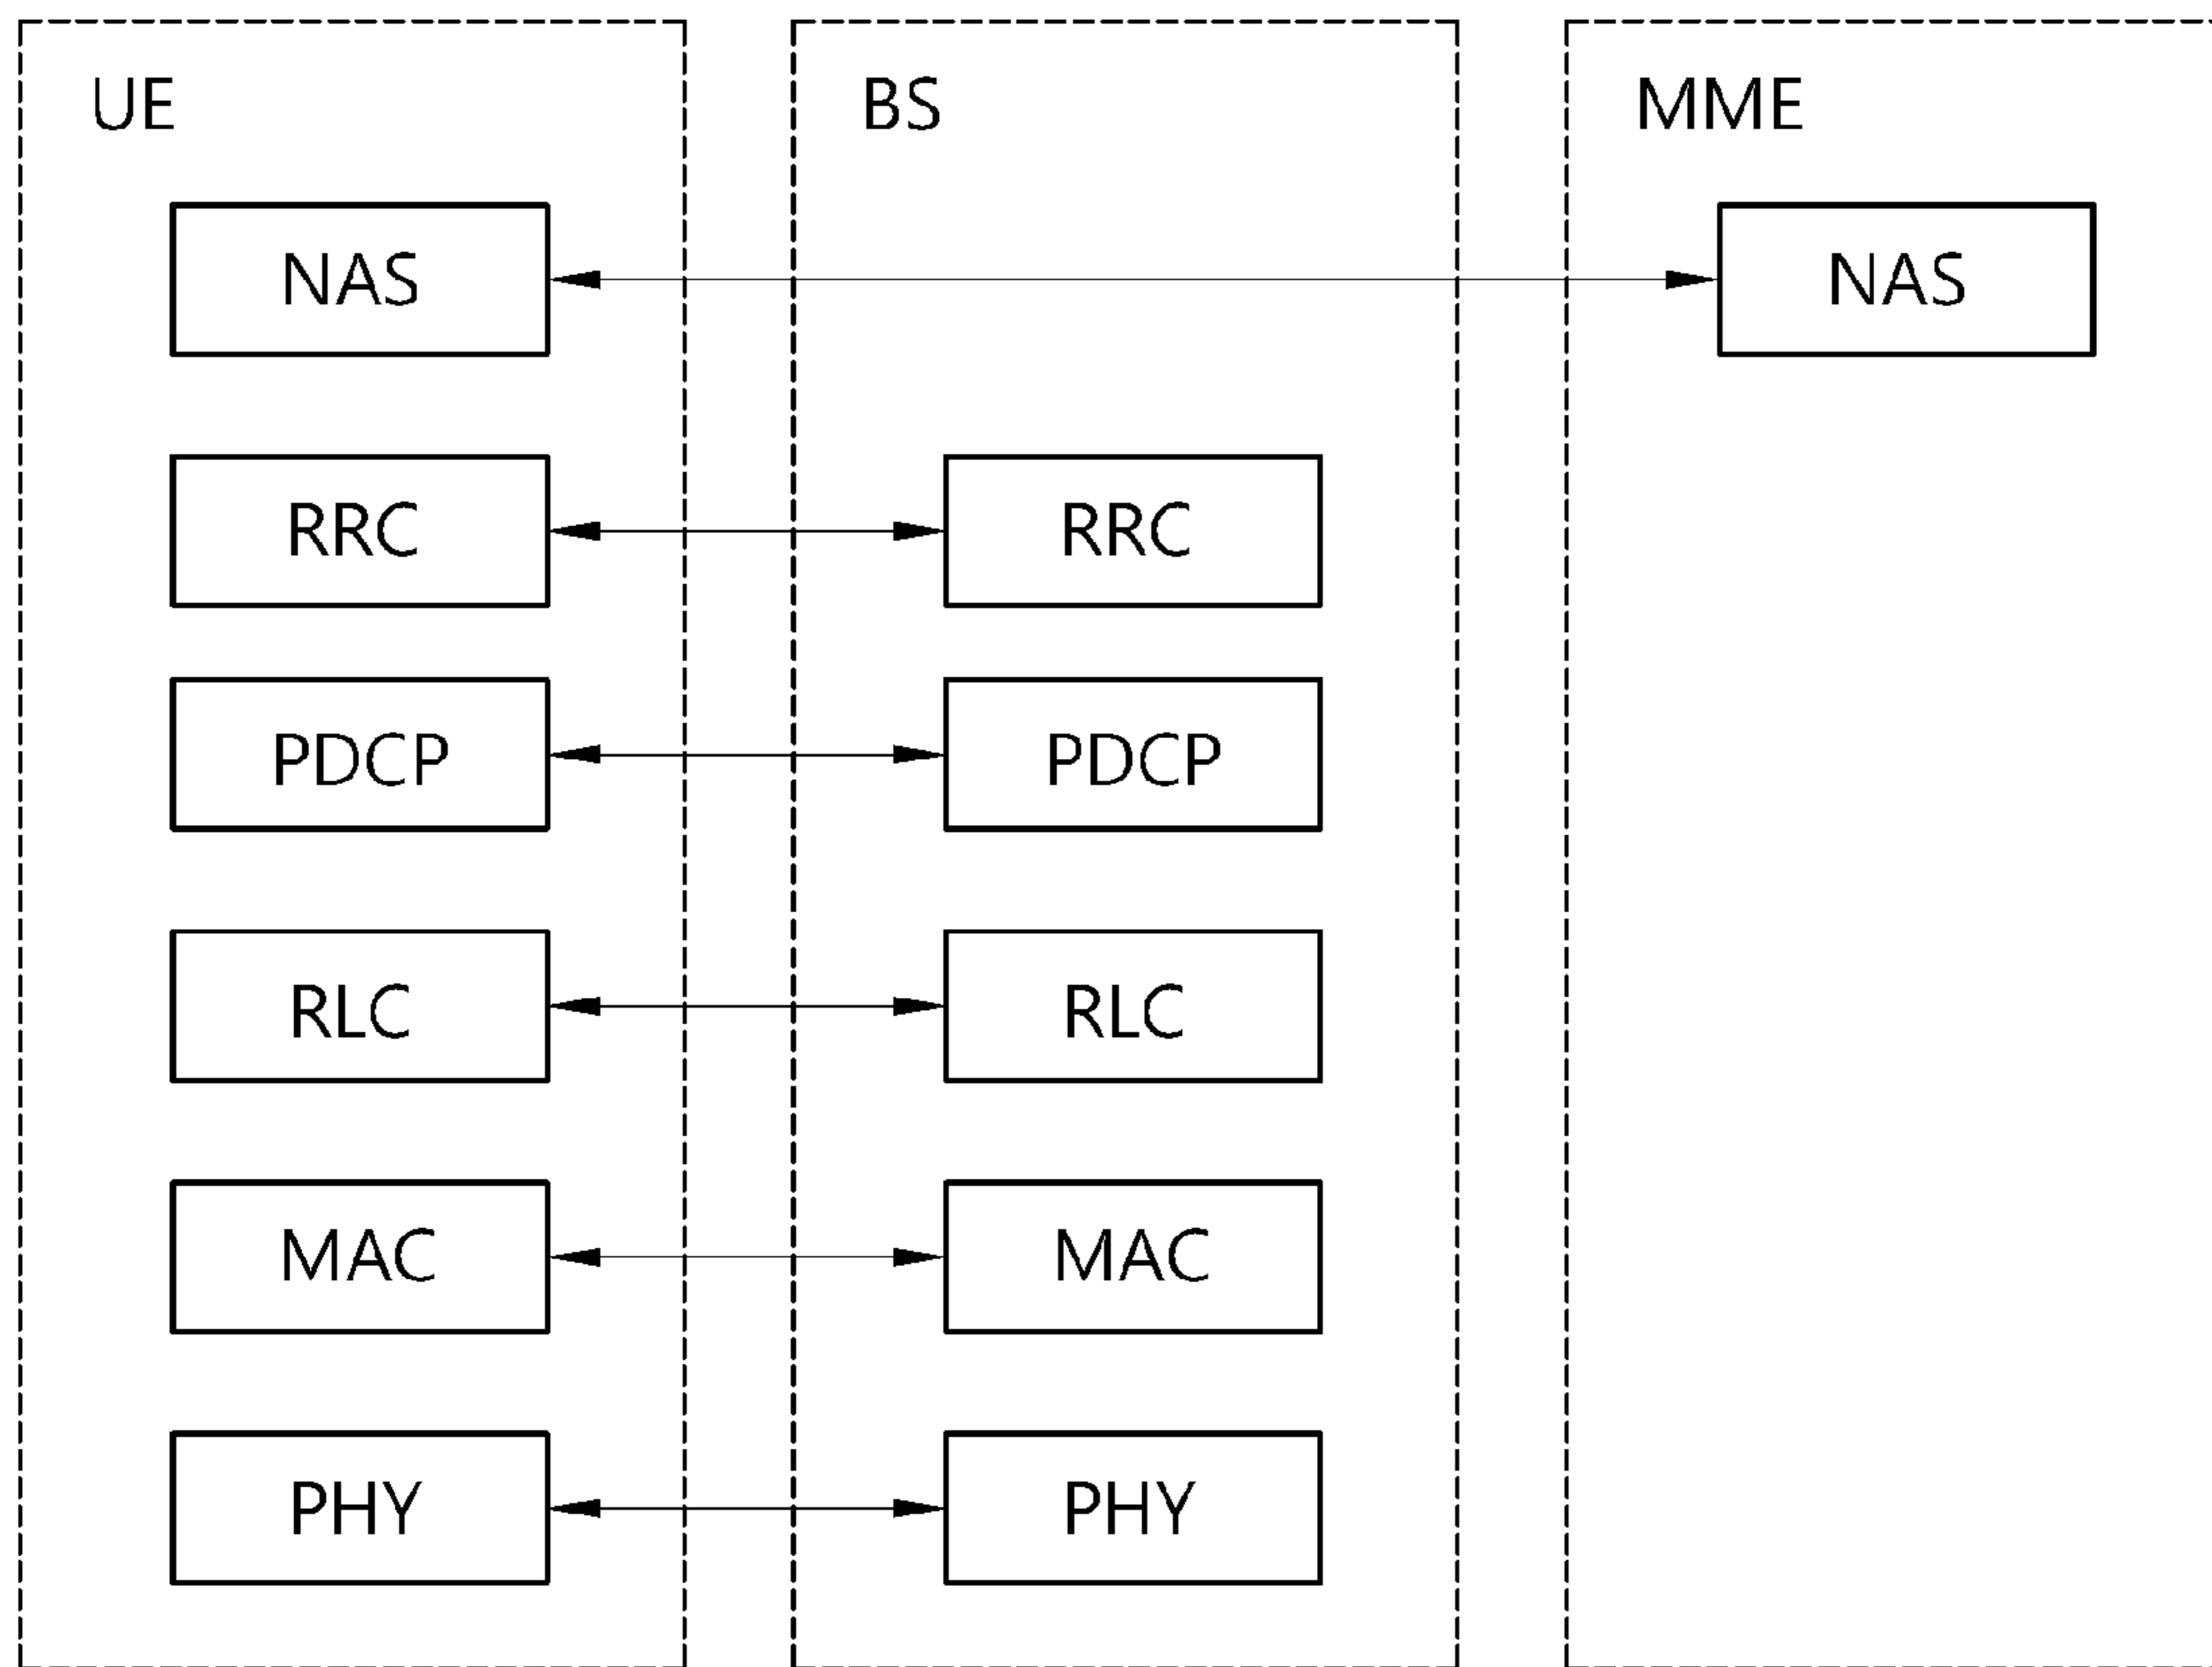 UE BS MME
NAS NAS
RRC RRC
PDCP PDCP
RLC RLC
MAC MAC
PHY PHY